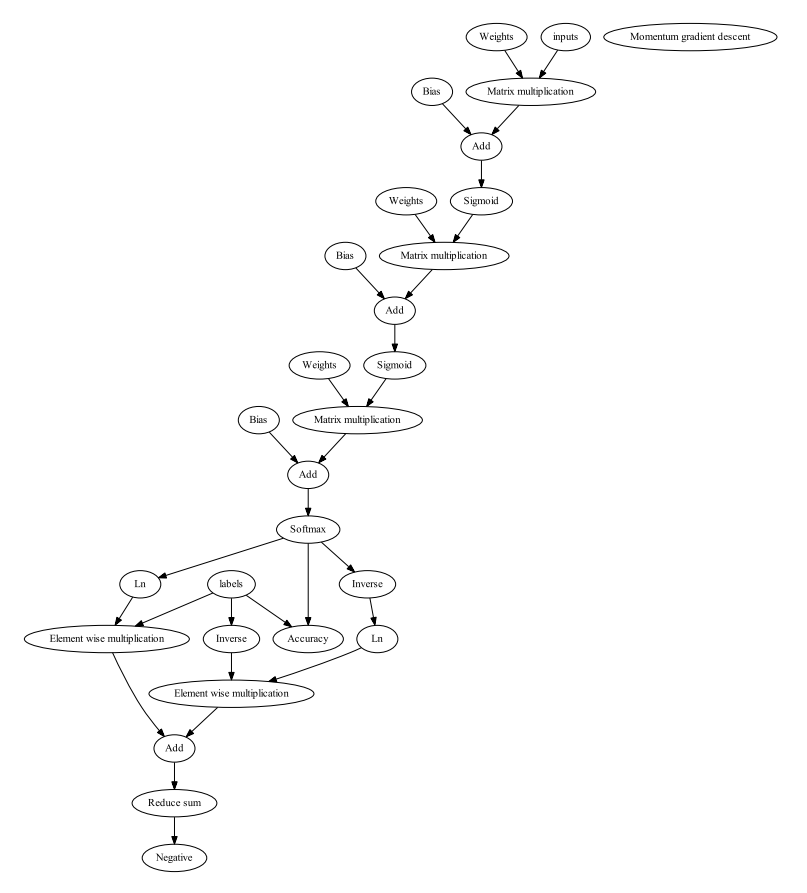 Weights
inputs
Momentum gradient descent
Bias
Matrix multiplication
Add
Weights
Sigmoid
Bias
Matrix multiplication
Add
Weights
Sigmoid
Bias
Matrix multiplication
Add
Softmax
Ln
labels
Inverse
Element wise multiplication
Inverse
Accuracy
Ln
Element wise multiplication
Add
Reduce sum
Negative